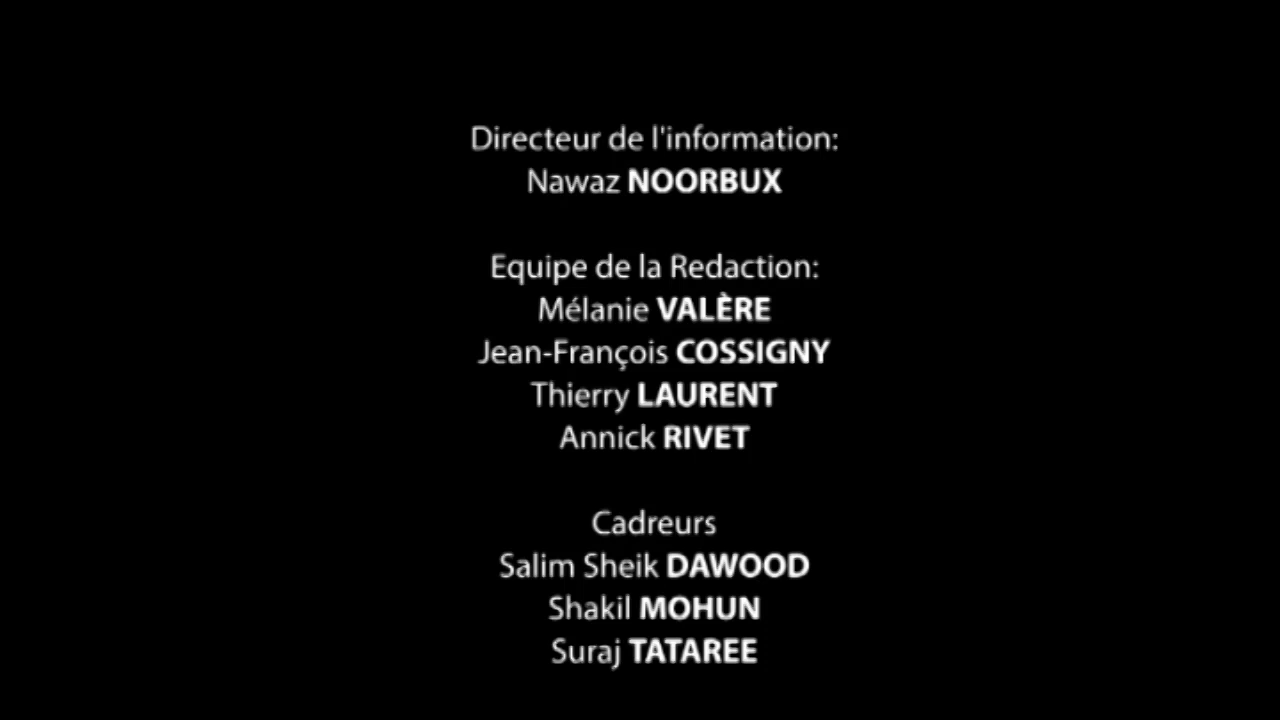 Directeur de l'information:
Nawaz NOORBUX
Equipe de la Redaction:
Mélanie VALÈRE
Jean-François COSSIGNY
Thierry LAURENT
Annick RIVET
Cadreurs
Salim Sheik DAWOOD
Shakil MOHUN
Suraj TATAREE